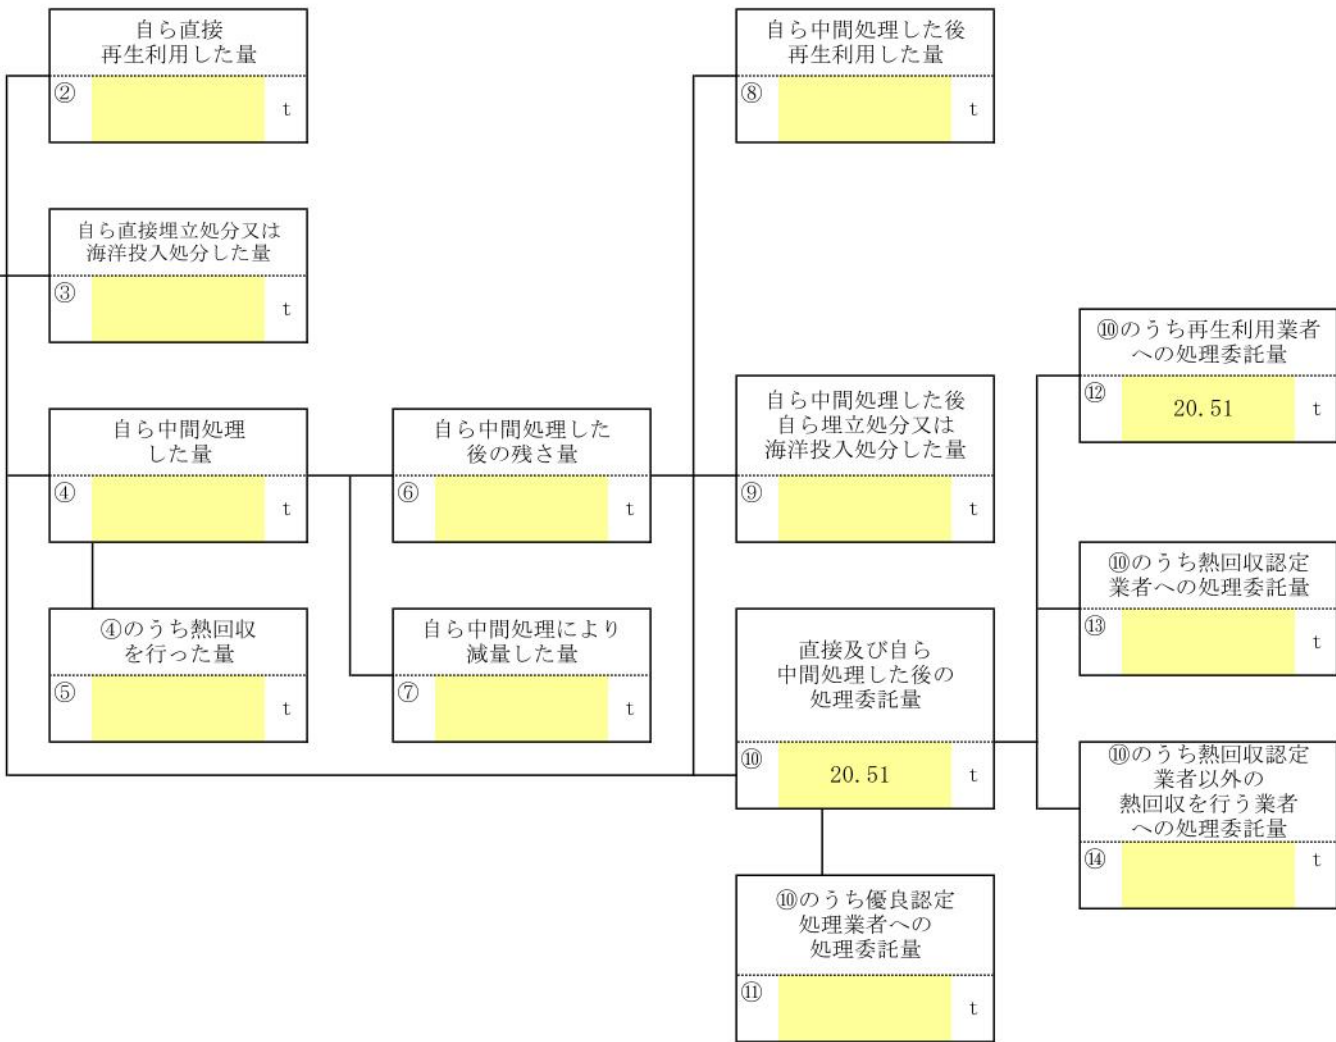 自ら直接
再生利用した量
②
t
自ら中間処理した後
再生利用した量
⑧
t
自ら直接埋立処分又は
海洋投入処分した量
③
t
⑩のうち再生利用業者
への処理委託量
⑫
20.51
t
自ら中間処理
した量
④
t
自ら中間処理した
後の残さ量
⑥
t
自ら中間処理した後
自ら埋立処分又は
海洋投入処分した量
⑨
t
⑩のうち熱回収認定
業者への処理委託量
⑬
t
④のうち熱回収
を行った量
⑤
t
自ら中間処理により
減量した量
⑦
t
直接及び自ら
中間処理した後の
処理委託量
⑩
20.51
t
⑩のうち熱回収認定
業者以外の
熱回収を行う業者
への処理委託量
⑭
t
⑩のうち優良認定
処理業者への
処理委託量
⑪
t